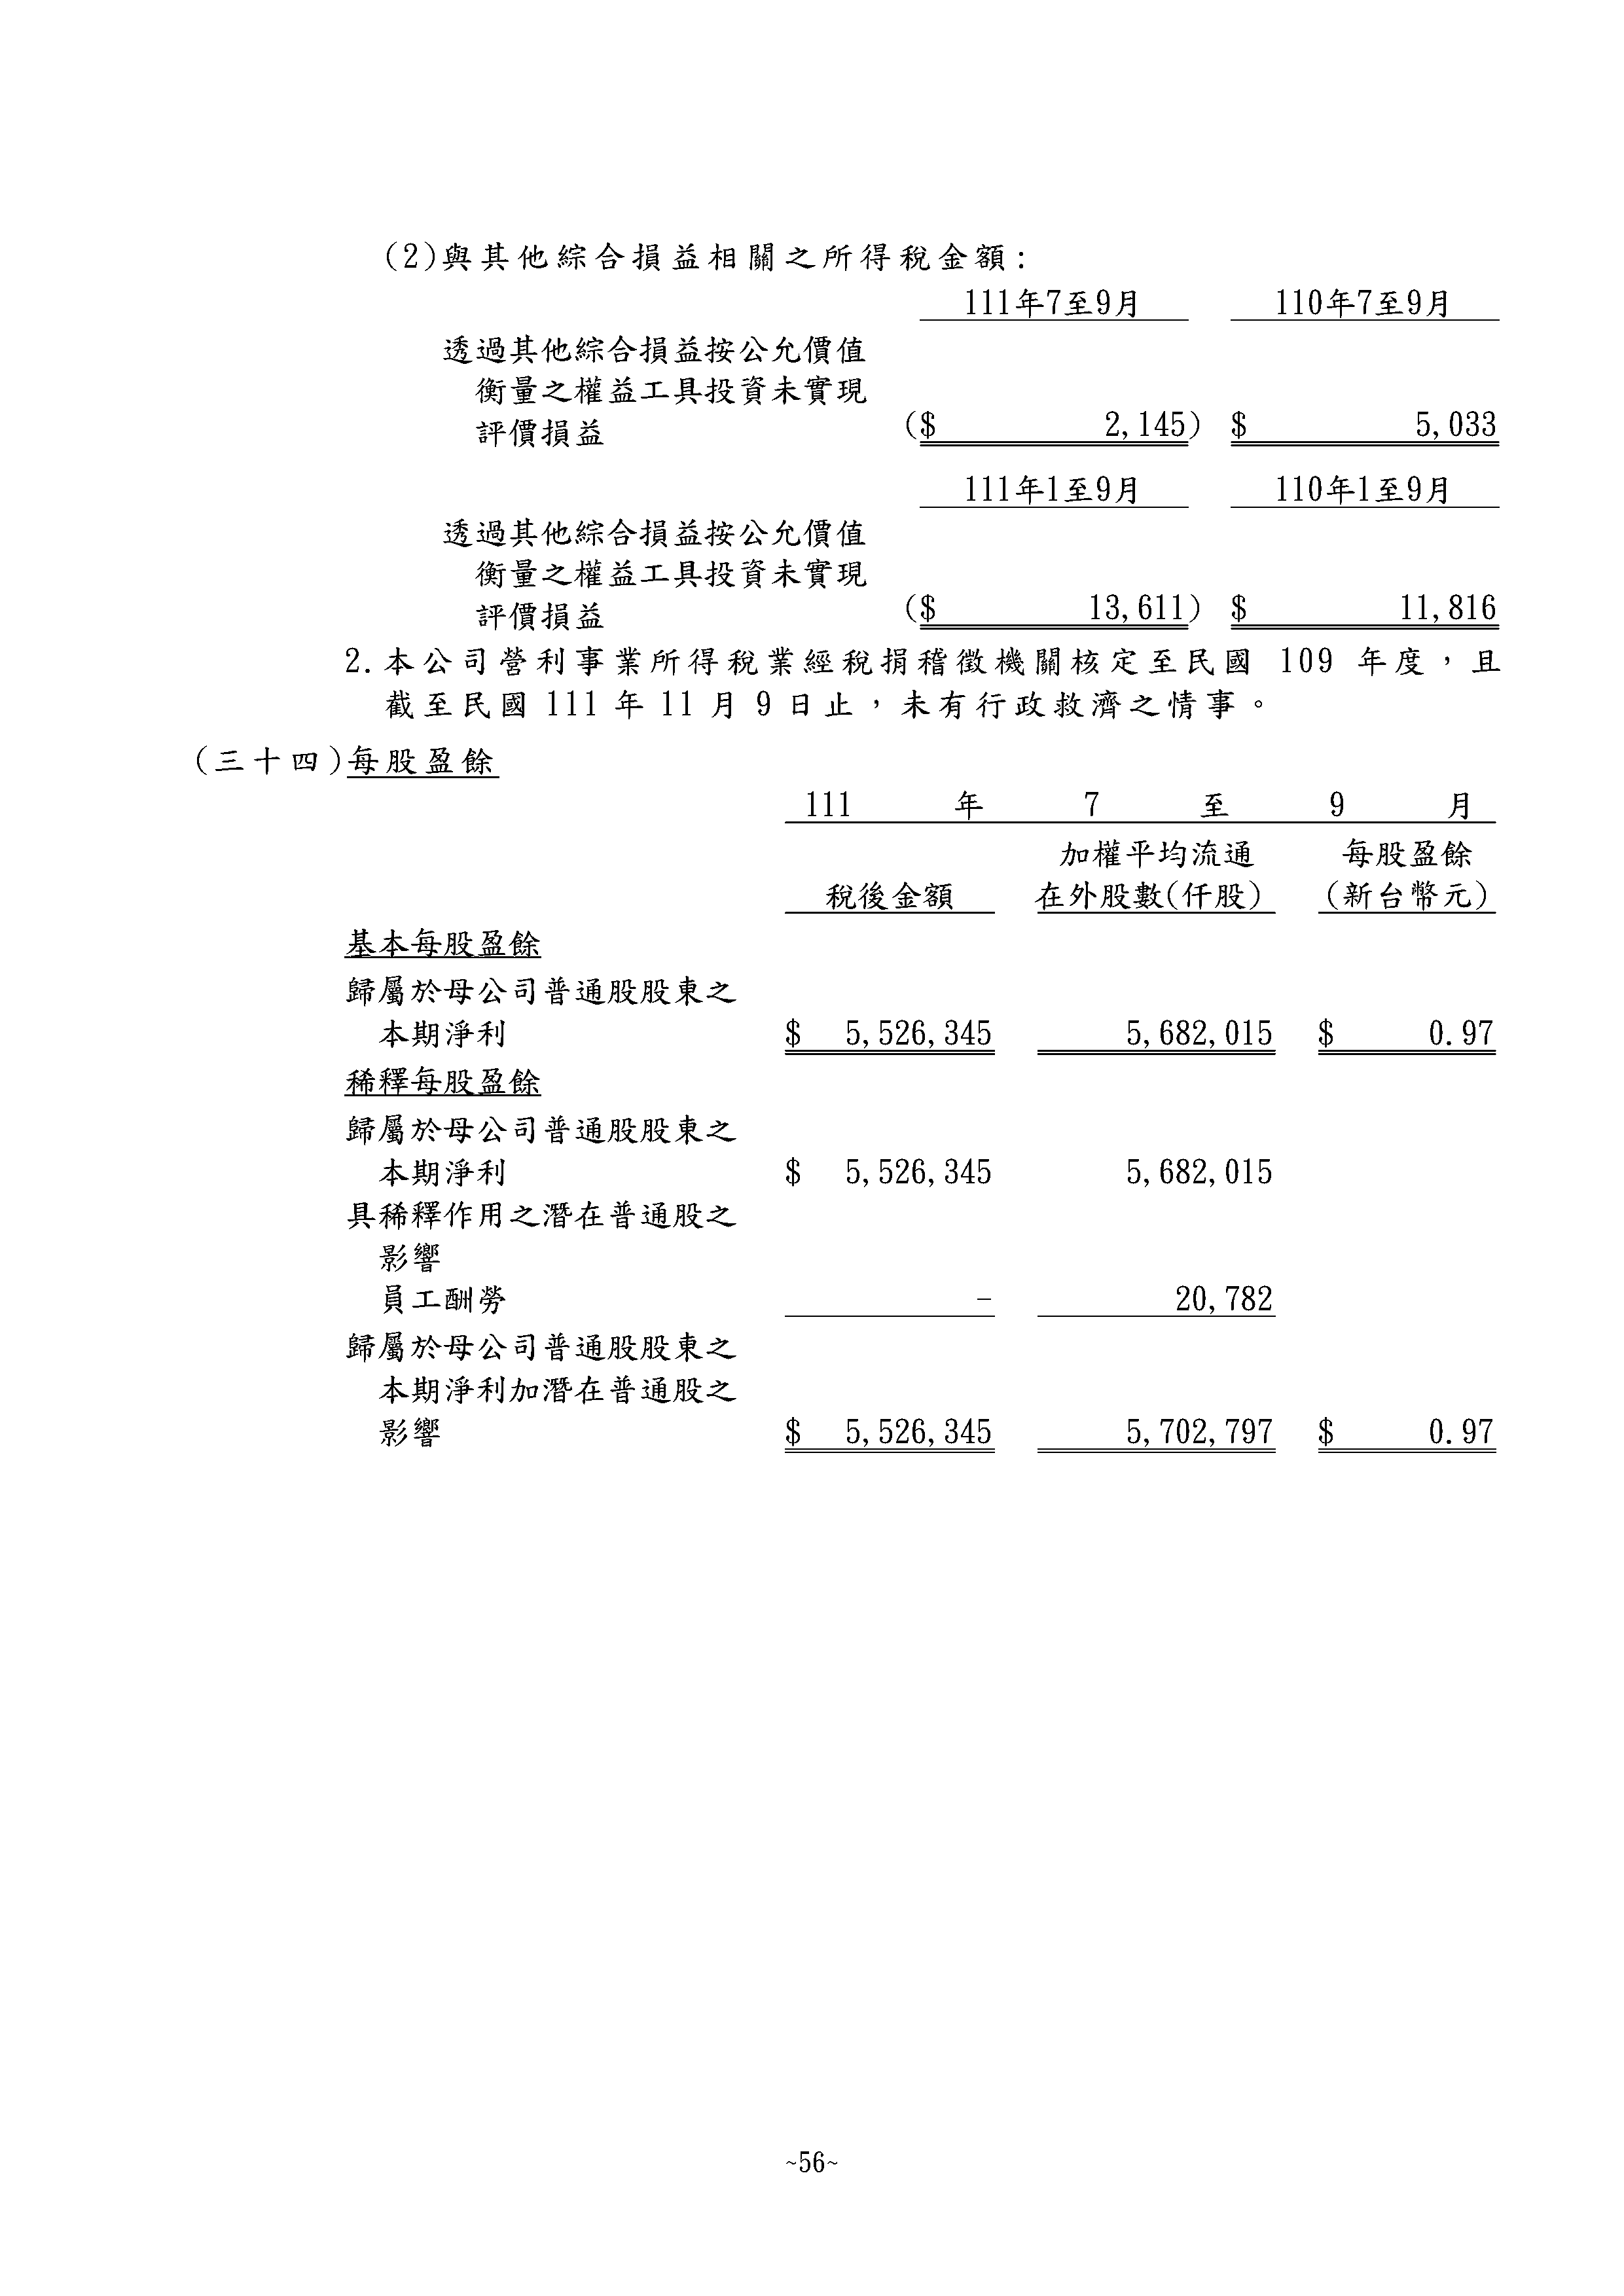 (2)與其他綜合損益相關之所得稅金額：
111年7至9月 110年7至9月
透過其他綜合損益按公允價值
衡量之權益工具投資未實現
評價損益 ($ 2,145) $ 5,033
111年1至9月 110年1至9月
透過其他綜合損益按公允價值
衡量之權益工具投資未實現
評價損益 ($ 13,611) $ 11,816
2.本公司營利事業所得稅業經稅捐稽徵機關核定至民國 109 年度，且
截至民國 111 年 11 月 9 日止，未有行政救濟之情事。
(三十四)每股盈餘
111 年 7 至 9 月
加權平均流通 每股盈餘
稅後金額 在外股數(仟股) (新台幣元)
基本每股盈餘
歸屬於母公司普通股股東之
本期淨利 $ 5,526,345 5,682,015 $ 0.97
稀釋每股盈餘
歸屬於母公司普通股股東之
本期淨利 $ 5,526,345 5,682,015
具稀釋作用之潛在普通股之
影響
員工酬勞 - 20,782
歸屬於母公司普通股股東之
本期淨利加潛在普通股之
影響 $ 5,526,345 5,702,797 $ 0.97
~56~